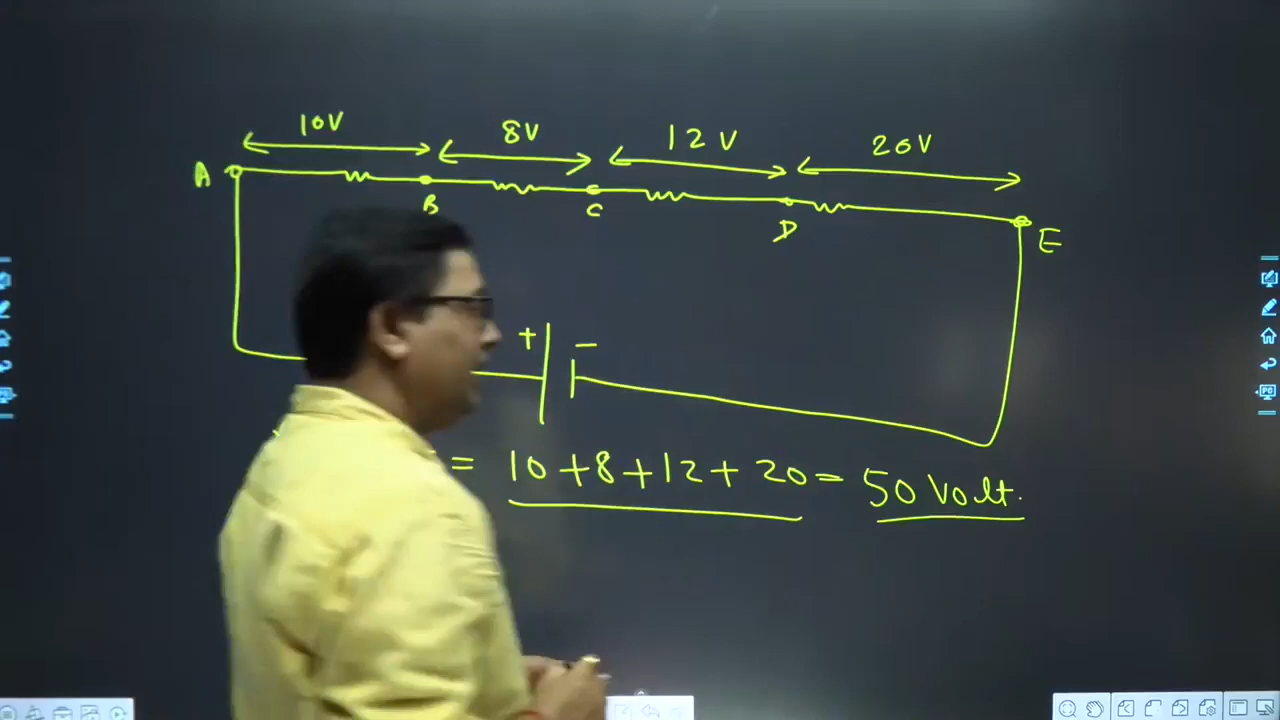 10V 8V 12V 20V
A B C D E
+ −
= 10+8+12+20 = 50 Volt.